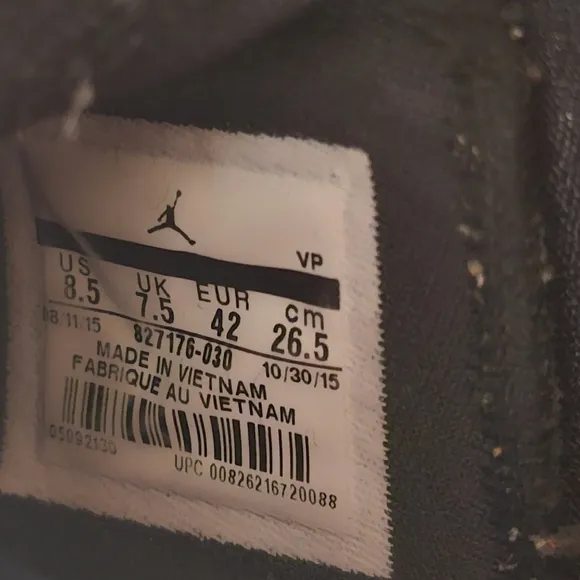 VP
US UK EUR cm
8.5 7.5 42 26.5
08/11/15 827176-030 10/30/15
MADE IN VIETNAM
FABRIQUE AU VIETNAM
05092130
UPC 00826216720088